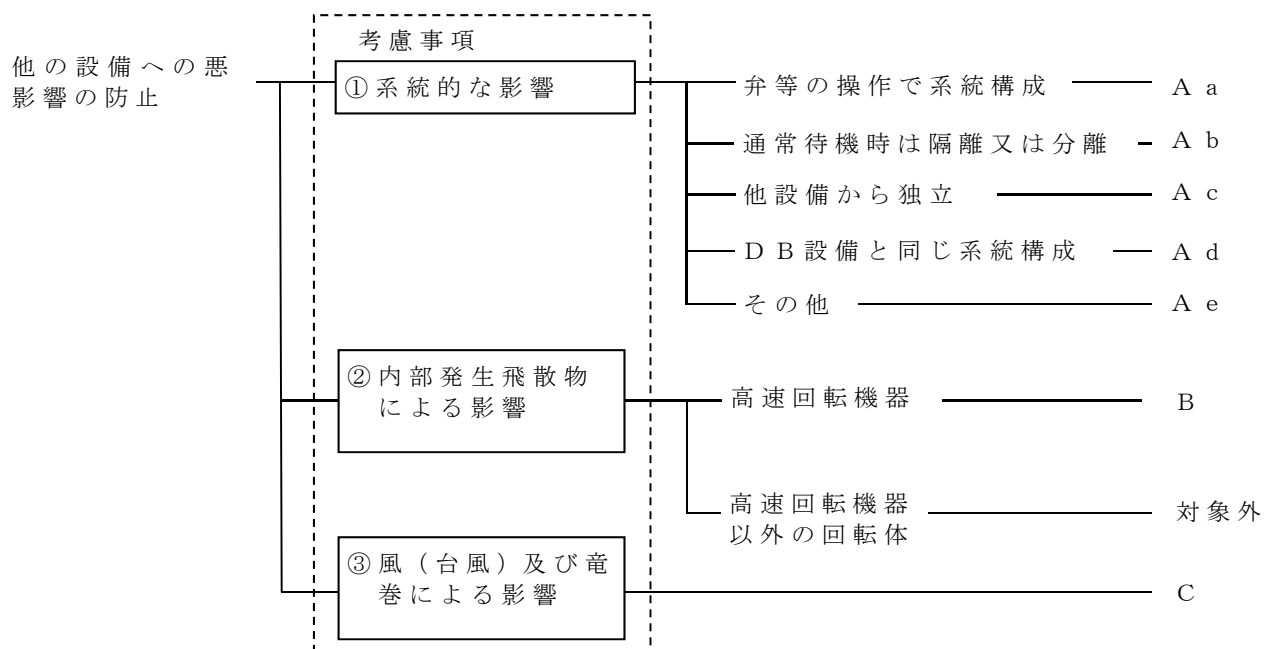 考慮事項
他の設備への悪
影響の防止
①系統的な影響
弁等の操作で系統構成
Ａａ
通常待機時は隔離又は分離
Ａｂ
他設備から独立
Ａｃ
ＤＢ設備と同じ系統構成
Ａｄ
その他
Ａｅ
②内部発生飛散物
による影響
高速回転機器
Ｂ
高速回転機器
以外の回転体
対象外
③風（台風）及び竜
巻による影響
Ｃ